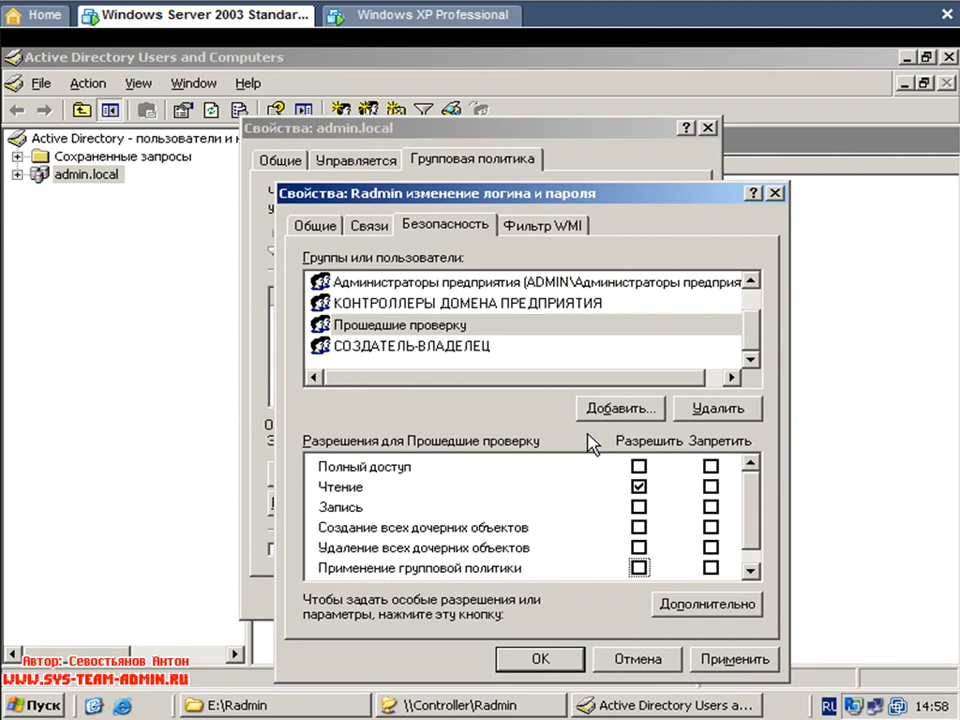 Home
Windows Server 2003 Standar...
Windows XP Professional
Active Directory Users and Computers
File Action View Window Help
Active Directory - пользователи и к
Сохраненные запросы
admin.local
Свойства: admin.local
Общие
Управляется
Групповая политика
Свойства: Radmin изменение логина и пароля
Общие
Связи
Безопасность
Фильтр WMI
Группы или пользователи:
Администраторы предприятия (ADMIN\Администраторы предприя
КОНТРОЛЛЕРЫ ДОМЕНА ПРЕДПРИЯТИЯ
Прошедшие проверку
СОЗДАТЕЛЬ-ВЛАДЕЛЕЦ
Добавить...
Удалить
Разрешения для Прошедшие проверку Разрешить Запретить
Полный доступ
Чтение
Запись
Создание всех дочерних объектов
Удаление всех дочерних объектов
Применение групповой политики
Чтобы задать особые разрешения или
параметры, нажмите эту кнопку:
Дополнительно
OK
Отмена
Применить
Автор: Севостьянов Антон
WWW.SYS-TEAM-ADMIN.RU
Пуск
E:\Radmin
\\Controller\Radmin
Active Directory Users a...
RL
14:58